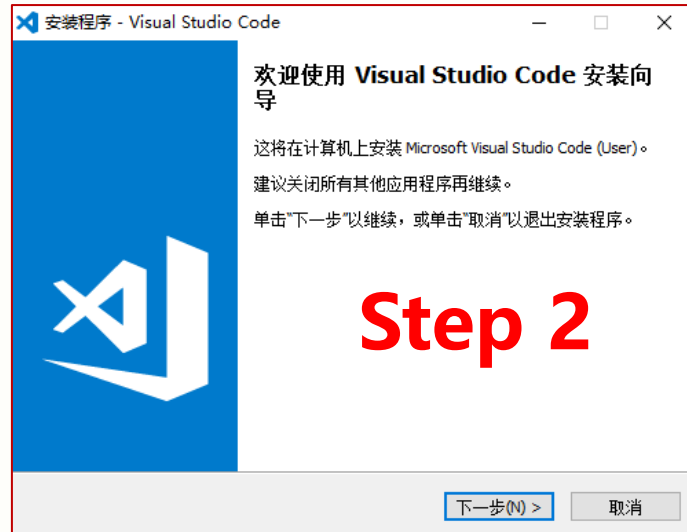 安装程序 - Visual Studio Code
欢迎使用 Visual Studio Code 安装向
导
这将在计算机上安装 Microsoft Visual Studio Code (User)。
建议关闭所有其他应用程序再继续。
单击“下一步”以继续，或单击“取消”以退出安装程序。
Step 2
下一步(N) >
取消